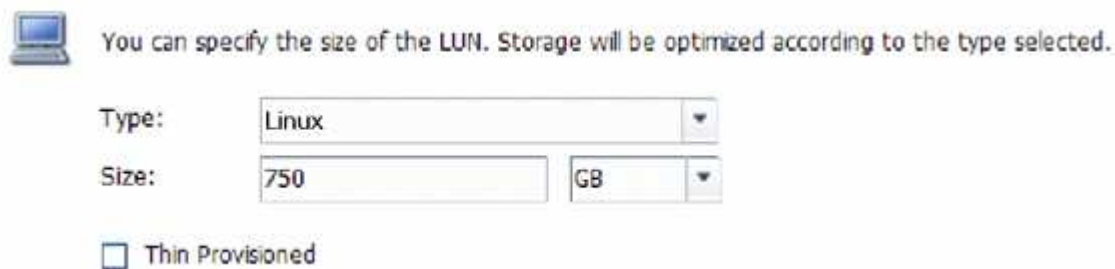 You can specify the size of the LUN. Storage will be optimized according to the type selected.
Type: Linux
Size: 750 GB
Thin Provisioned